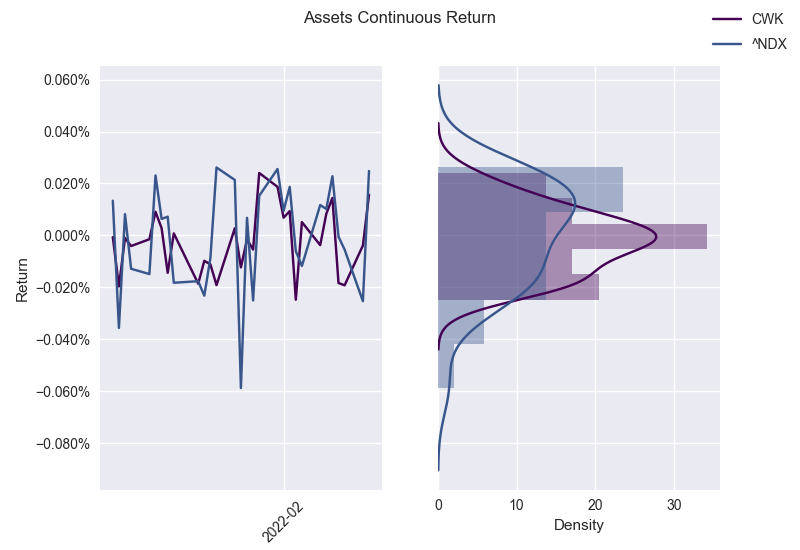 Assets Continuous Return
CWK
^NDX
0.060%
0.040%
0.020%
0.000%
−0.020%
−0.040%
−0.060%
−0.080%
Return
2022-02
0 10 20 30
Density